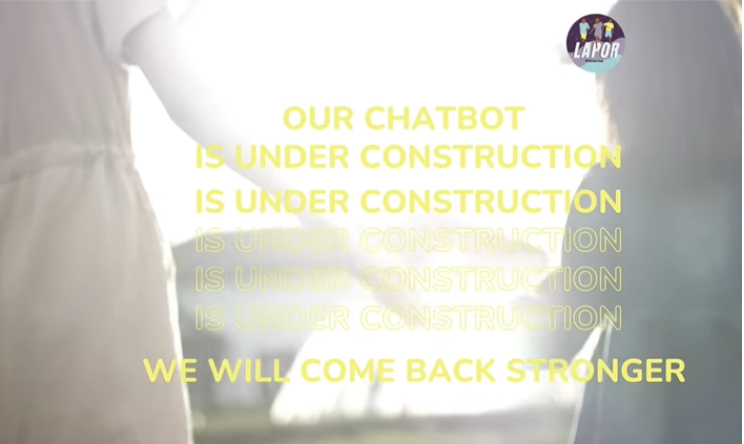 LAPOR
OUR CHATBOT
IS UNDER CONSTRUCTION
IS UNDER CONSTRUCTION
IS UNDER CONSTRUCTION
IS UNDER CONSTRUCTION
IS UNDER CONSTRUCTION
WE WILL COME BACK STRONGER